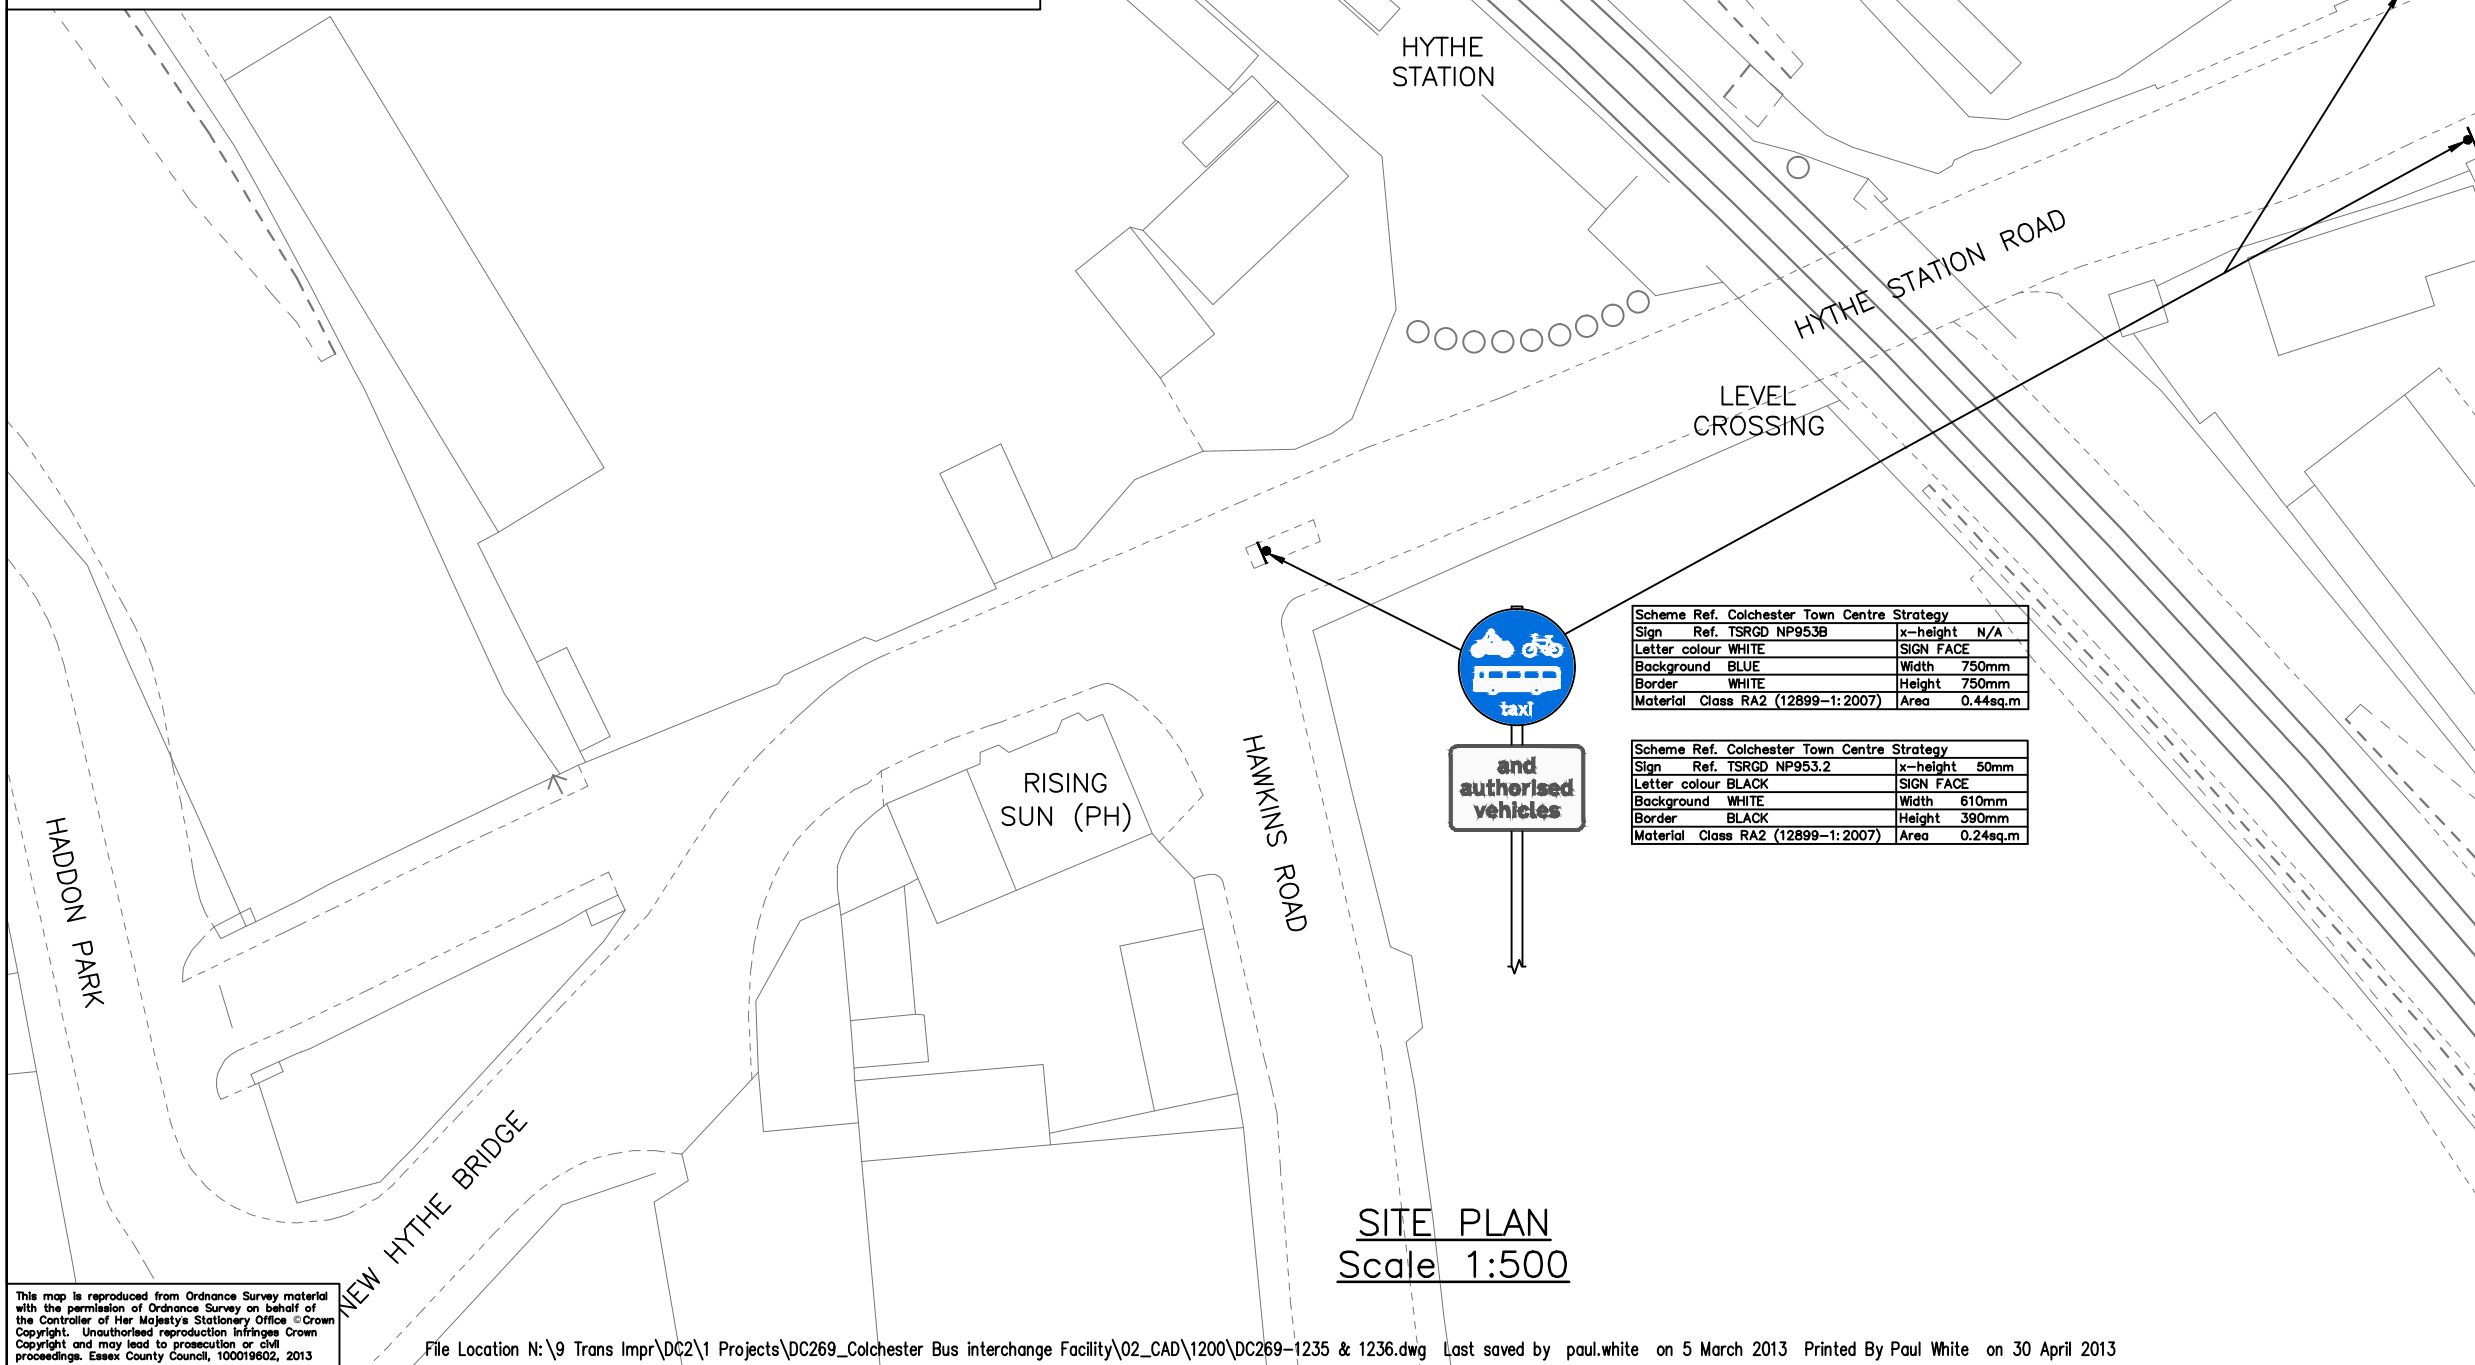 HYTHE
STATION
HYTHE STATION ROAD
LEVEL
CROSSING
taxi
and
authorised
vehicles
Scheme Ref. Colchester Town Centre Strategy
Sign Ref. TSRGD NP953B x-height N/A
Letter colour WHITE SIGN FACE
Background BLUE Width 750mm
Border WHITE Height 750mm
Material Class RA2 (12899-1:2007) Area 0.44sq.m
Scheme Ref. Colchester Town Centre Strategy
Sign Ref. TSRGD NP953.2 x-height 50mm
Letter colour BLACK SIGN FACE
Background WHITE Width 610mm
Border BLACK Height 390mm
Material Class RA2 (12899-1:2007) Area 0.24sq.m
RISING
SUN (PH)
HAWKINS ROAD
HADDON PARK
NEW HYTHE BRIDGE
SITE PLAN
Scale 1:500
This map is reproduced from Ordnance Survey material
with the permission of Ordnance Survey on behalf of
the Controller of Her Majesty's Stationery Office ©Crown
Copyright. Unauthorised reproduction infringes Crown
Copyright and may lead to prosecution or civil
proceedings. Essex County Council, 100019602, 2013
File Location N:\9 Trans Impr\DC2\1 Projects\DC269_Colchester Bus interchange Facility\02_CAD\1200\DC269-1235 & 1236.dwg Last saved by paul.white on 5 March 2013 Printed By Paul White on 30 April 2013